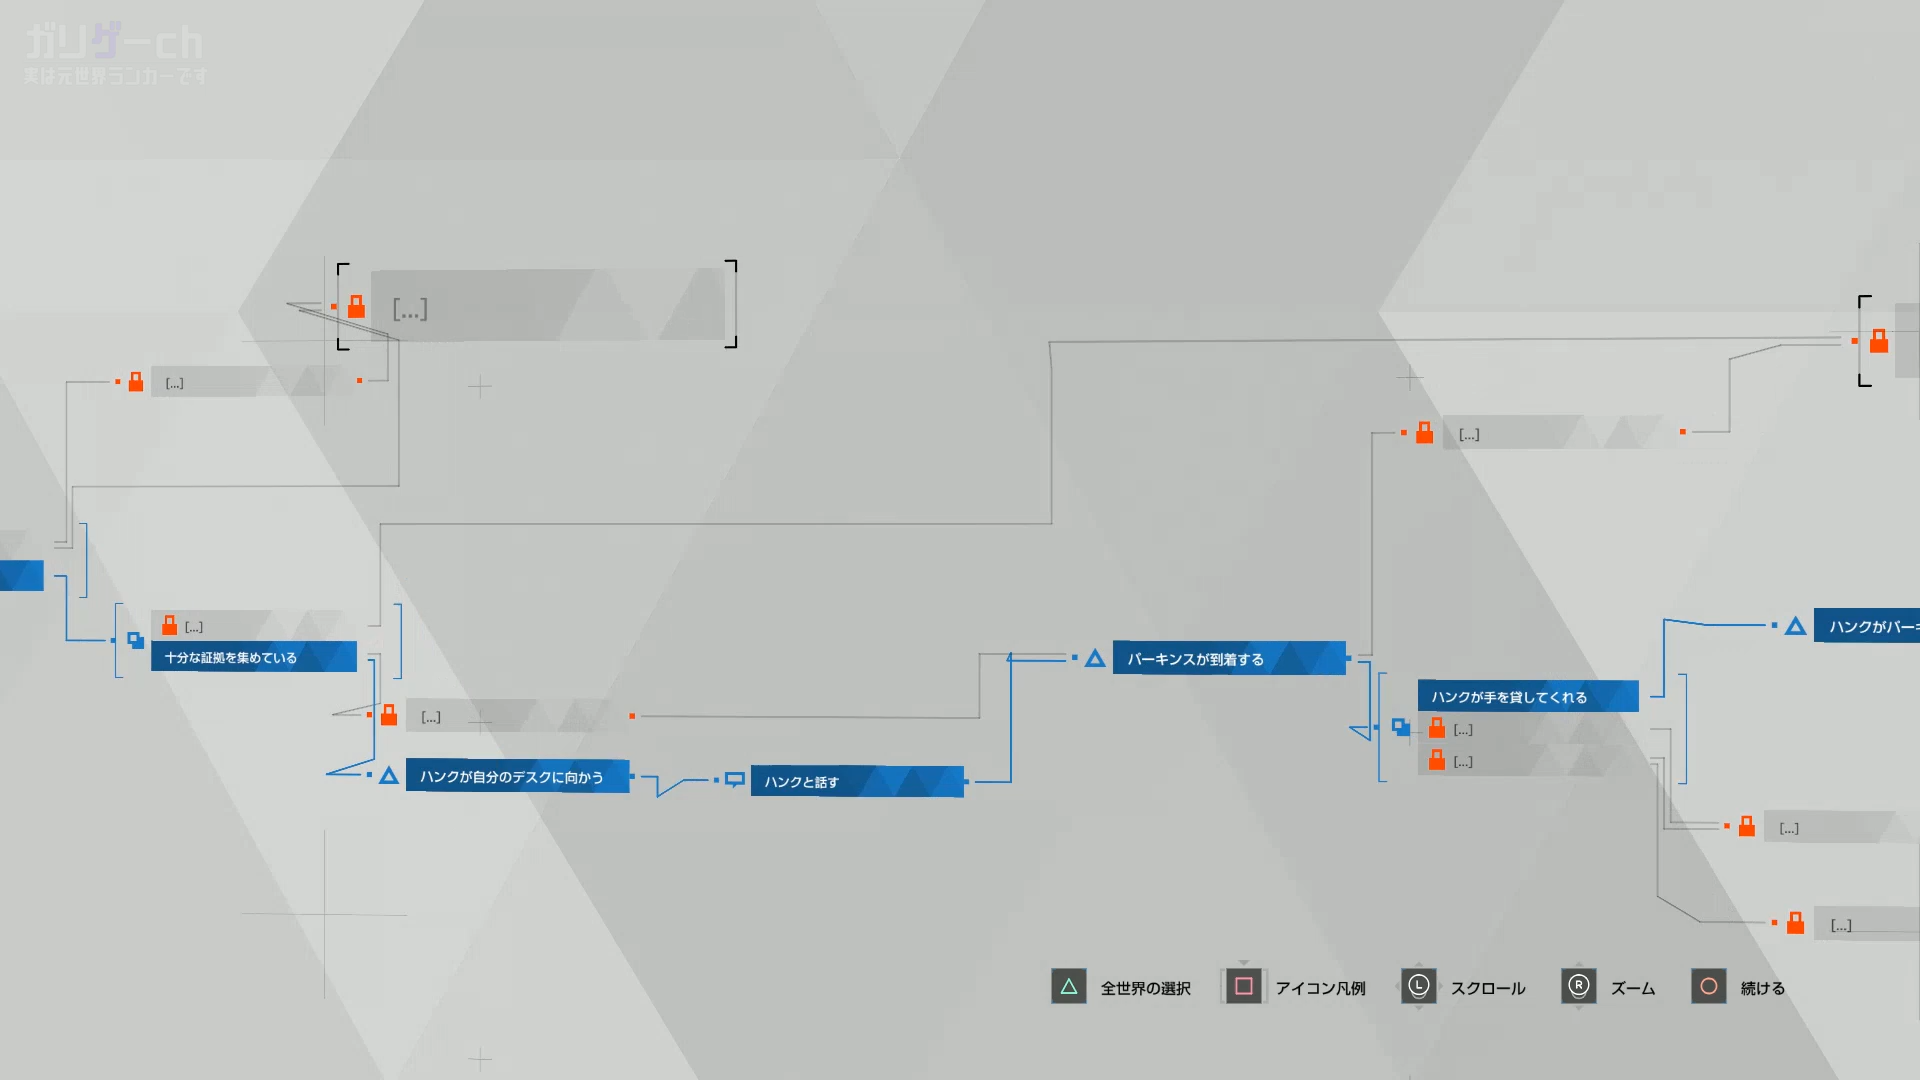 ガリゲーch
実は元世界ランカーです
[...]
[...]
[...]
[...]
十分な証拠を集めている
[...]
ハンクが自分のデスクに向かう
ハンクと話す
パーキンスが到着する
ハンクが手を貸してくれる
[...]
[...]
ハンクがパーキ
[...]
[...]
全世界の選択
アイコン凡例
L
スクロール
R
ズーム
続ける